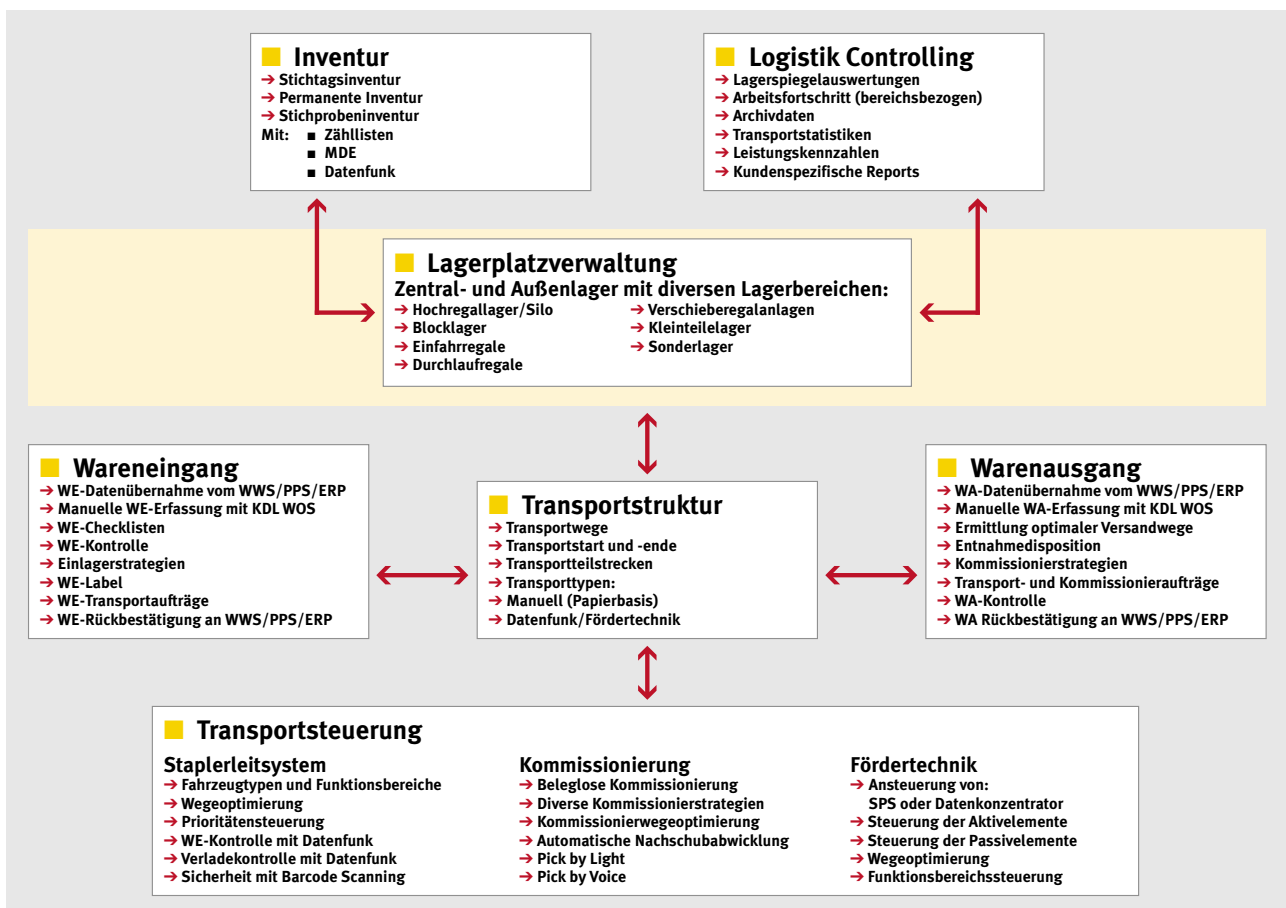 Inventur
→ Stichtagsinventur
→ Permanente Inventur
→ Stichprobeninventur
Mit: ■ Zähllisten
■ MDE
■ Datenfunk
Logistik Controlling
→ Lagerspiegelauswertungen
→ Arbeitsfortschritt (bereichsbezogen)
→ Archivdaten
→ Transportstatistiken
→ Leistungskennzahlen
→ Kundenspezifische Reports
Lagerplatzverwaltung
Zentral- und Außenlager mit diversen Lagerbereichen:
→ Hochregallager/Silo
→ Blocklager
→ Einfahrregale
→ Durchlaufregale
→ Verschieberegalanlagen
→ Kleinteilelager
→ Sonderlager
Wareneingang
→ WE-Datenübernahme vom WWS/PPS/ERP
→ Manuelle WE-Erfassung mit KDL WOS
→ WE-Checklisten
→ WE-Kontrolle
→ Einlagerstrategien
→ WE-Label
→ WE-Transportaufträge
→ WE-Rückbestätigung an WWS/PPS/ERP
Transportstruktur
→ Transportwege
→ Transportstart und -ende
→ Transportteilstrecken
→ Transporttypen:
→ Manuell (Papierbasis)
→ Datenfunk/Fördertechnik
Warenausgang
→ WA-Datenübernahme vom WWS/PPS/ERP
→ Manuelle WA-Erfassung mit KDL WOS
→ Ermittlung optimaler Versandwege
→ Entnahmedisposition
→ Kommissionierstrategien
→ Transport- und Kommissionieraufträge
→ WA-Kontrolle
→ WA Rückbestätigung an WWS/PPS/ERP
Transportsteuerung
Staplerleitsystem
→ Fahrzeugtypen und Funktionsbereiche
→ Wegeoptimierung
→ Prioritätensteuerung
→ WE-Kontrolle mit Datenfunk
→ Verladekontrolle mit Datenfunk
→ Sicherheit mit Barcode Scanning
Kommissionierung
→ Beleglose Kommissionierung
→ Diverse Kommissionierstrategien
→ Kommissionierwegeoptimierung
→ Automatische Nachschubabwicklung
→ Pick by Light
→ Pick by Voice
Fördertechnik
→ Ansteuerung von:
SPS oder Datenkonzentrator
→ Steuerung der Aktivelemente
→ Steuerung der Passivelemente
→ Wegeoptimierung
→ Funktionsbereichssteuerung